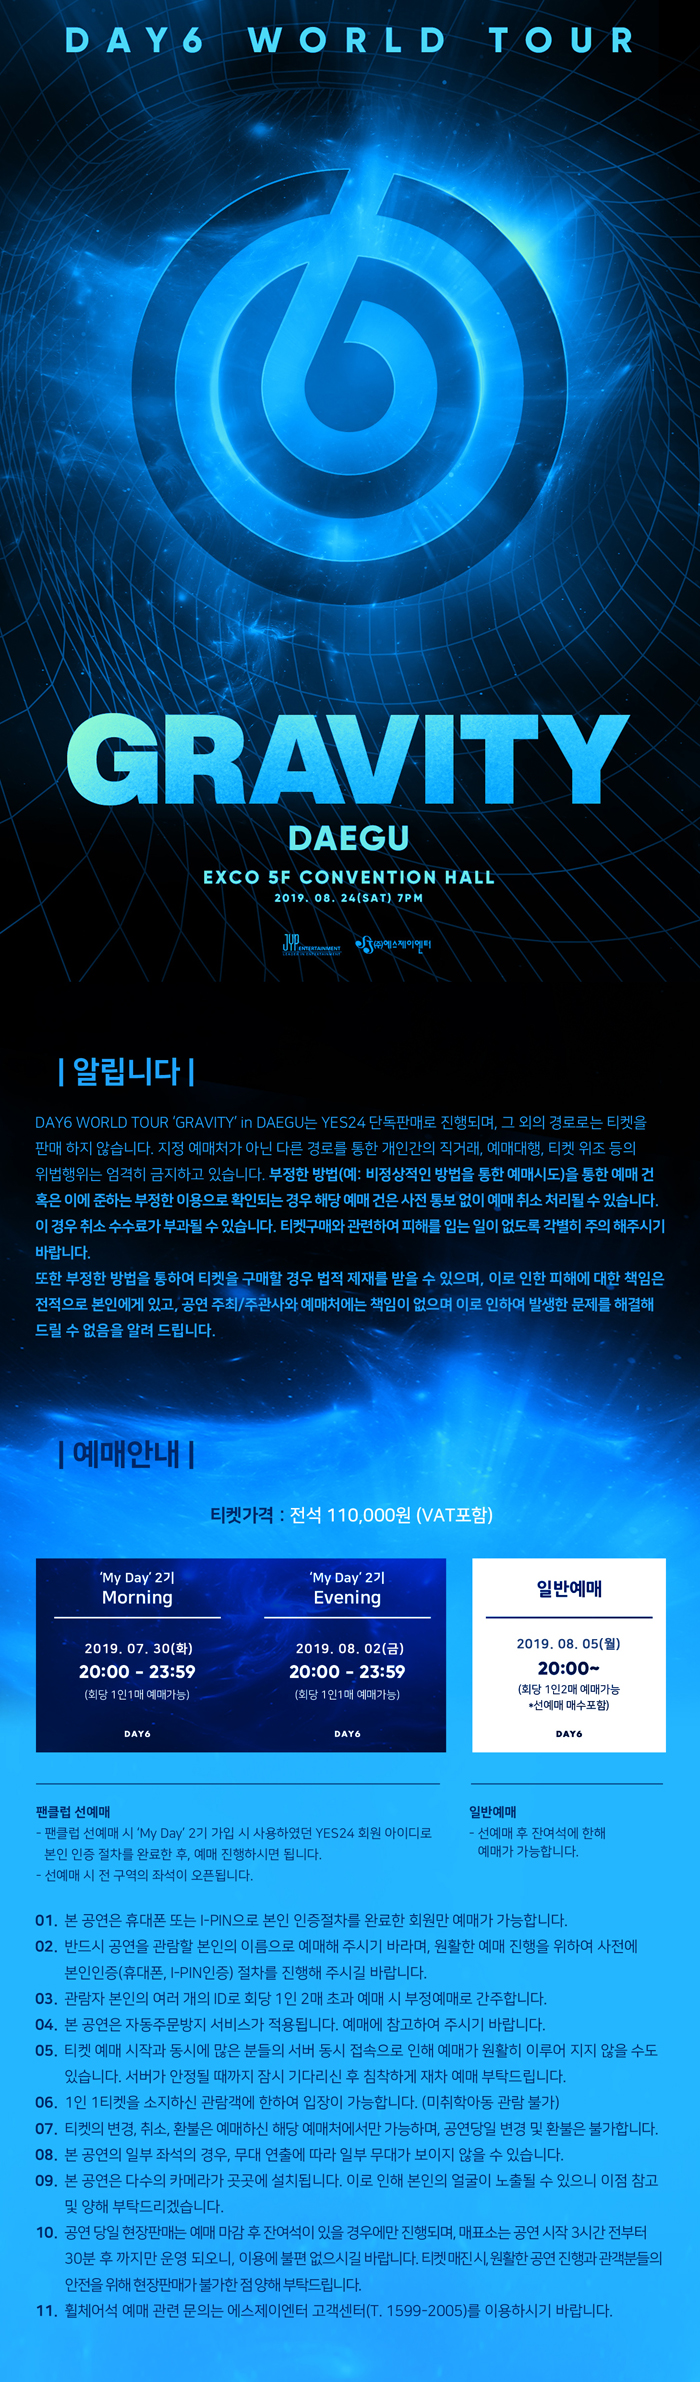 DAY6 WORLD TOUR
GRAVITY
DAEGU
EXCO 5F CONVENTION HALL
2019. 08. 24(SAT) 7PM
JYP ENTERTAINMENT
LEADER IN ENTERTAINMENT
(주)에스제이엔터
| 알립니다 |
DAY6 WORLD TOUR ‘GRAVITY’ in DAEGU는 YES24 단독판매로 진행되며, 그 외의 경로로는 티켓을
판매 하지 않습니다. 지정 예매처가 아닌 다른 경로를 통한 개인간의 직거래, 예매대행, 티켓 위조 등의
위법행위는 엄격히 금지하고 있습니다. 부정한 방법(예: 비정상적인 방법을 통한 예매시도)을 통한 예매 건
혹은 이에 준하는 부정한 이용으로 확인되는 경우 해당 예매 건은 사전 통보 없이 예매 취소 처리될 수 있습니다.
이 경우 취소 수수료가 부과될 수 있습니다. 티켓구매와 관련하여 피해를 입는 일이 없도록 각별히 주의 해주시기
바랍니다.
또한 부정한 방법을 통하여 티켓을 구매할 경우 법적 제재를 받을 수 있으며, 이로 인한 피해에 대한 책임은
전적으로 본인에게 있고, 공연 주최/주관사와 예매처에는 책임이 없으며 이로 인하여 발생한 문제를 해결해
드릴 수 없음을 알려 드립니다.
| 예매안내 |
티켓가격 : 전석 110,000원 (VAT포함)
‘My Day’ 2기
Morning
2019. 07. 30(화)
20:00 - 23:59
(회당 1인1매 예매가능)
DAY6
‘My Day’ 2기
Evening
2019. 08. 02(금)
20:00 - 23:59
(회당 1인1매 예매가능)
DAY6
일반예매
2019. 08. 05(월)
20:00~
(회당 1인2매 예매가능
*선예매 매수포함)
DAY6
팬클럽 선예매
- 팬클럽 선예매 시 ‘My Day’ 2기 가입 시 사용하였던 YES24 회원 아이디로
본인 인증 절차를 완료한 후, 예매 진행하시면 됩니다.
- 선예매 시 전 구역의 좌석이 오픈됩니다.
일반예매
- 선예매 후 잔여석에 한해
예매가 가능합니다.
01. 본 공연은 휴대폰 또는 I-PIN으로 본인 인증절차를 완료한 회원만 예매가 가능합니다.
02. 반드시 공연을 관람할 본인의 이름으로 예매해 주시기 바라며, 원활한 예매 진행을 위하여 사전에
본인인증(휴대폰, I-PIN인증) 절차를 진행해 주시길 바랍니다.
03. 관람자 본인의 여러 개의 ID로 회당 1인 2매 초과 예매 시 부정예매로 간주합니다.
04. 본 공연은 자동주문방지 서비스가 적용됩니다. 예매에 참고하여 주시기 바랍니다.
05. 티켓 예매 시작과 동시에 많은 분들의 서버 동시 접속으로 인해 예매가 원활히 이루어 지지 않을 수도
있습니다. 서버가 안정될 때까지 잠시 기다리신 후 침착하게 재차 예매 부탁드립니다.
06. 1인 1티켓을 소지하신 관람객에 한하여 입장이 가능합니다. (미취학아동 관람 불가)
07. 티켓의 변경, 취소, 환불은 예매하신 해당 예매처에서만 가능하며, 공연당일 변경 및 환불은 불가합니다.
08. 본 공연의 일부 좌석의 경우, 무대 연출에 따라 일부 무대가 보이지 않을 수 있습니다.
09. 본 공연은 다수의 카메라가 곳곳에 설치됩니다. 이로 인해 본인의 얼굴이 노출될 수 있으니 이점 참고
및 양해 부탁드리겠습니다.
10. 공연 당일 현장판매는 예매 마감 후 잔여석이 있을 경우에만 진행되며, 매표소는 공연 시작 3시간 전부터
30분 후 까지만 운영 되오니, 이용에 불편 없으시길 바랍니다. 티켓 매진 시, 원활한 공연 진행과 관객분들의
안전을 위해 현장판매가 불가한 점 양해 부탁드립니다.
11. 휠체어석 예매 관련 문의는 에스제이엔터 고객센터(T. 1599-2005)를 이용하시기 바랍니다.